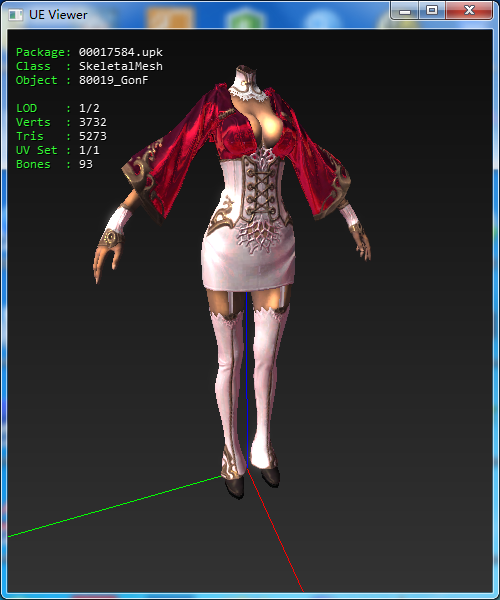 UE Viewer
Package: 00017584.upk
Class : SkeletalMesh
Object : 80019_GonF
LOD : 1/2
Verts : 3732
Tris : 5273
UV Set : 1/1
Bones : 93